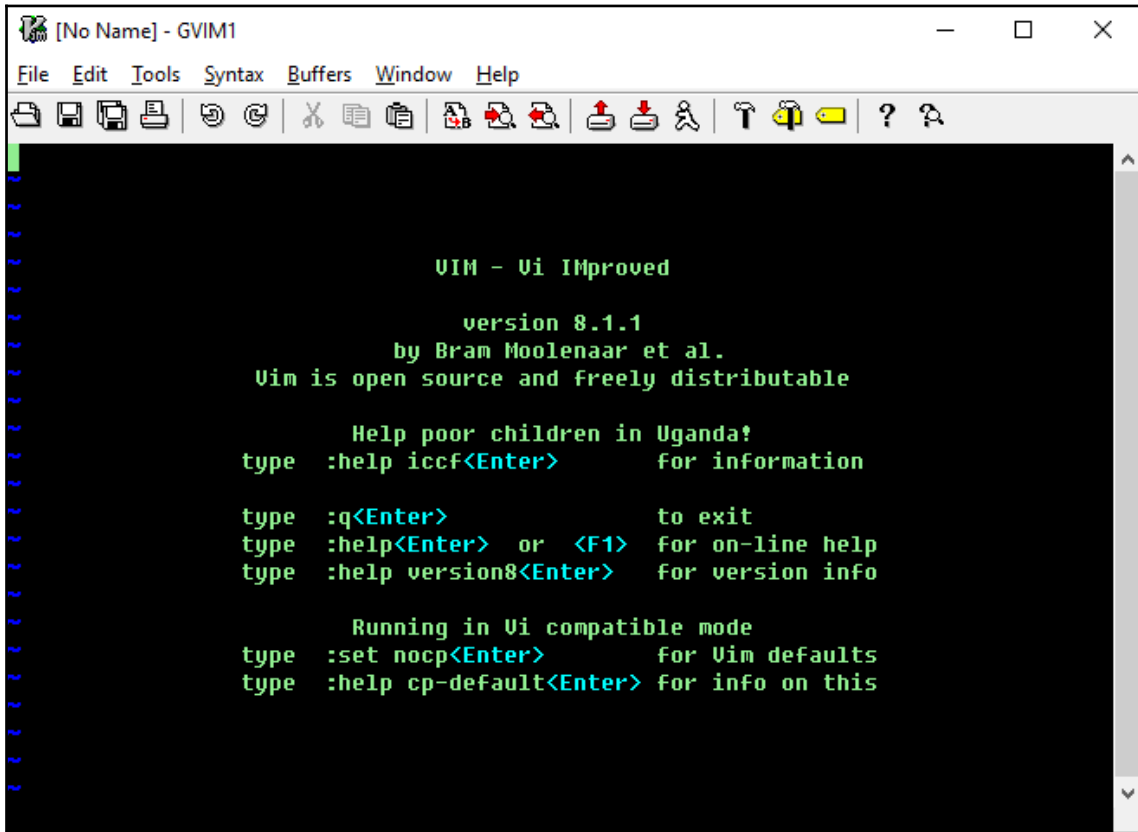 [No Name] - GVIM1
File Edit Tools Syntax Buffers Window Help
~
~
~
~
VIM - Vi IMproved
~
~
version 8.1.1
~
by Bram Moolenaar et al.
~
Vim is open source and freely distributable
~
~
Help poor children in Uganda!
~
type :help iccf<Enter> for information
~
~
type :q<Enter> to exit
~
type :help<Enter> or <F1> for on-line help
~
type :help version8<Enter> for version info
~
~
Running in Vi compatible mode
~
type :set nocp<Enter> for Vim defaults
~
type :help cp-default<Enter> for info on this
~
~
~
~